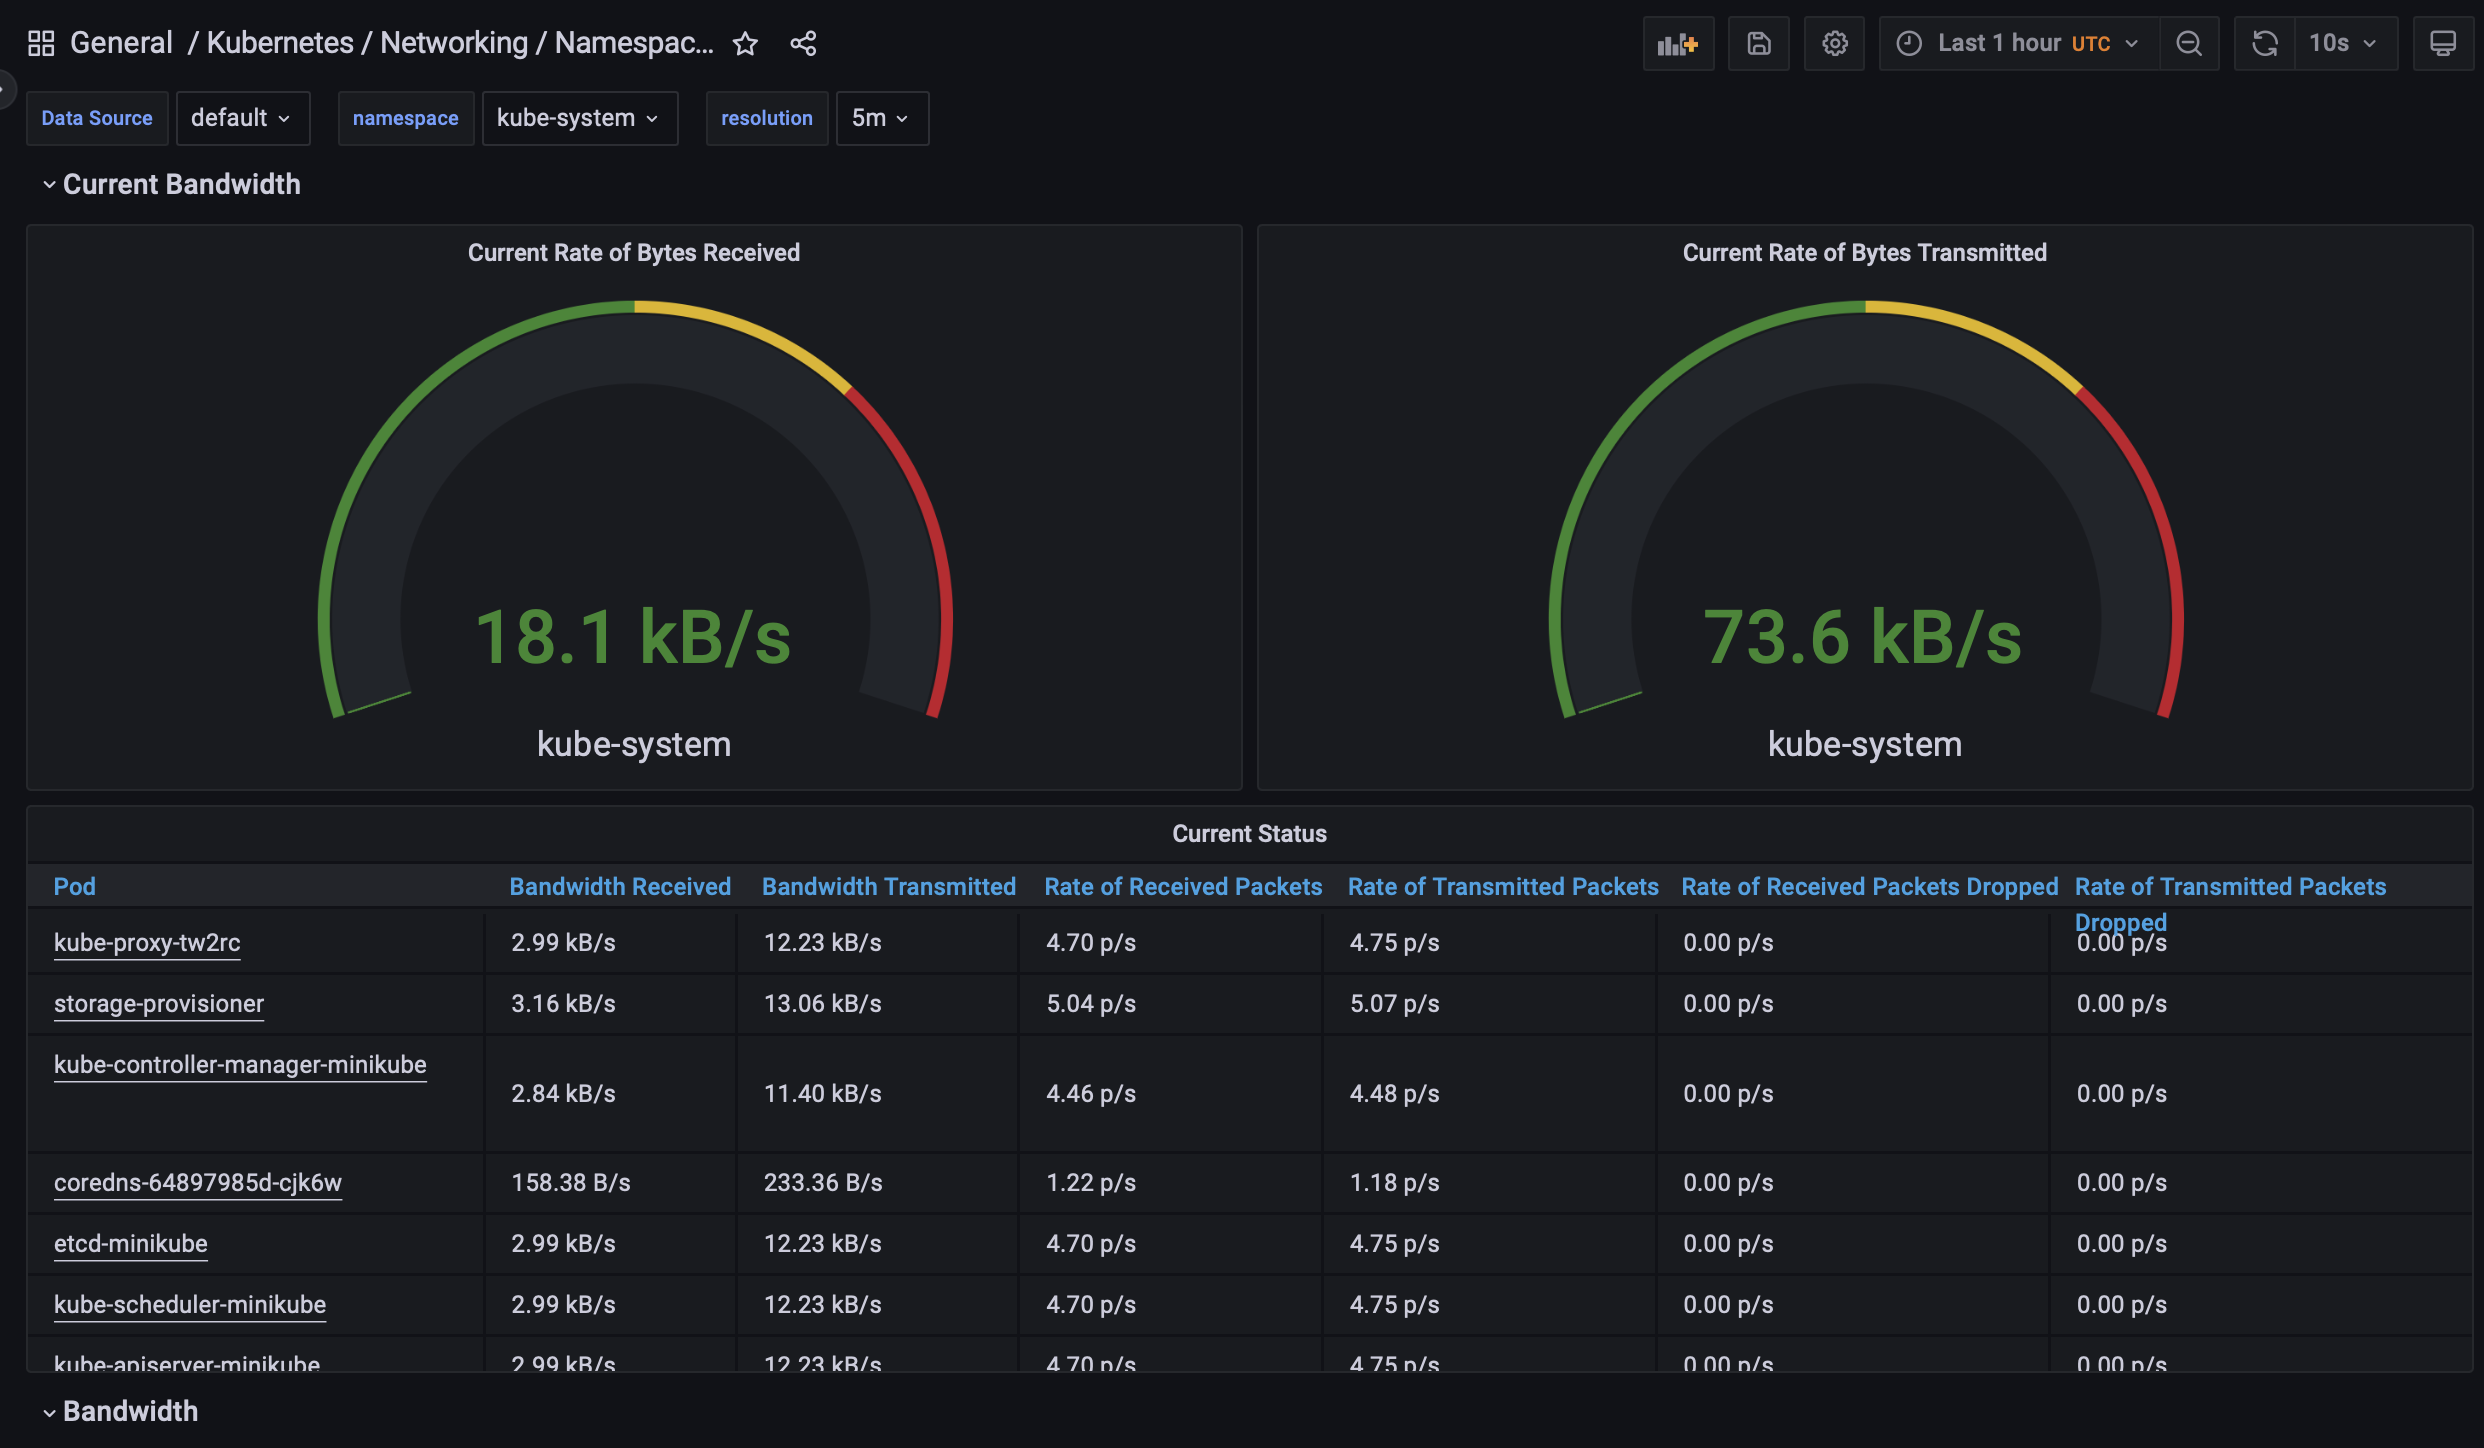 General / Kubernetes / Networking / Namespac...
Last 1 hour UTC
10s
Data Source default namespace kube-system resolution 5m
Current Bandwidth
Current Rate of Bytes Received
18.1 kB/s
kube-system
Current Rate of Bytes Transmitted
73.6 kB/s
kube-system
Current Status
Pod Bandwidth Received Bandwidth Transmitted Rate of Received Packets Rate of Transmitted Packets Rate of Received Packets Dropped Rate of Transmitted Packets
Dropped
kube-proxy-tw2rc 2.99 kB/s 12.23 kB/s 4.70 p/s 4.75 p/s 0.00 p/s 0.00 p/s
storage-provisioner 3.16 kB/s 13.06 kB/s 5.04 p/s 5.07 p/s 0.00 p/s 0.00 p/s
kube-controller-manager-minikube 2.84 kB/s 11.40 kB/s 4.46 p/s 4.48 p/s 0.00 p/s 0.00 p/s
coredns-64897985d-cjk6w 158.38 B/s 233.36 B/s 1.22 p/s 1.18 p/s 0.00 p/s 0.00 p/s
etcd-minikube 2.99 kB/s 12.23 kB/s 4.70 p/s 4.75 p/s 0.00 p/s 0.00 p/s
kube-scheduler-minikube 2.99 kB/s 12.23 kB/s 4.70 p/s 4.75 p/s 0.00 p/s 0.00 p/s
kube-apiserver-minikube 2.99 kB/s 12.23 kB/s 4.70 p/s 4.75 p/s 0.00 p/s 0.00 p/s
Bandwidth